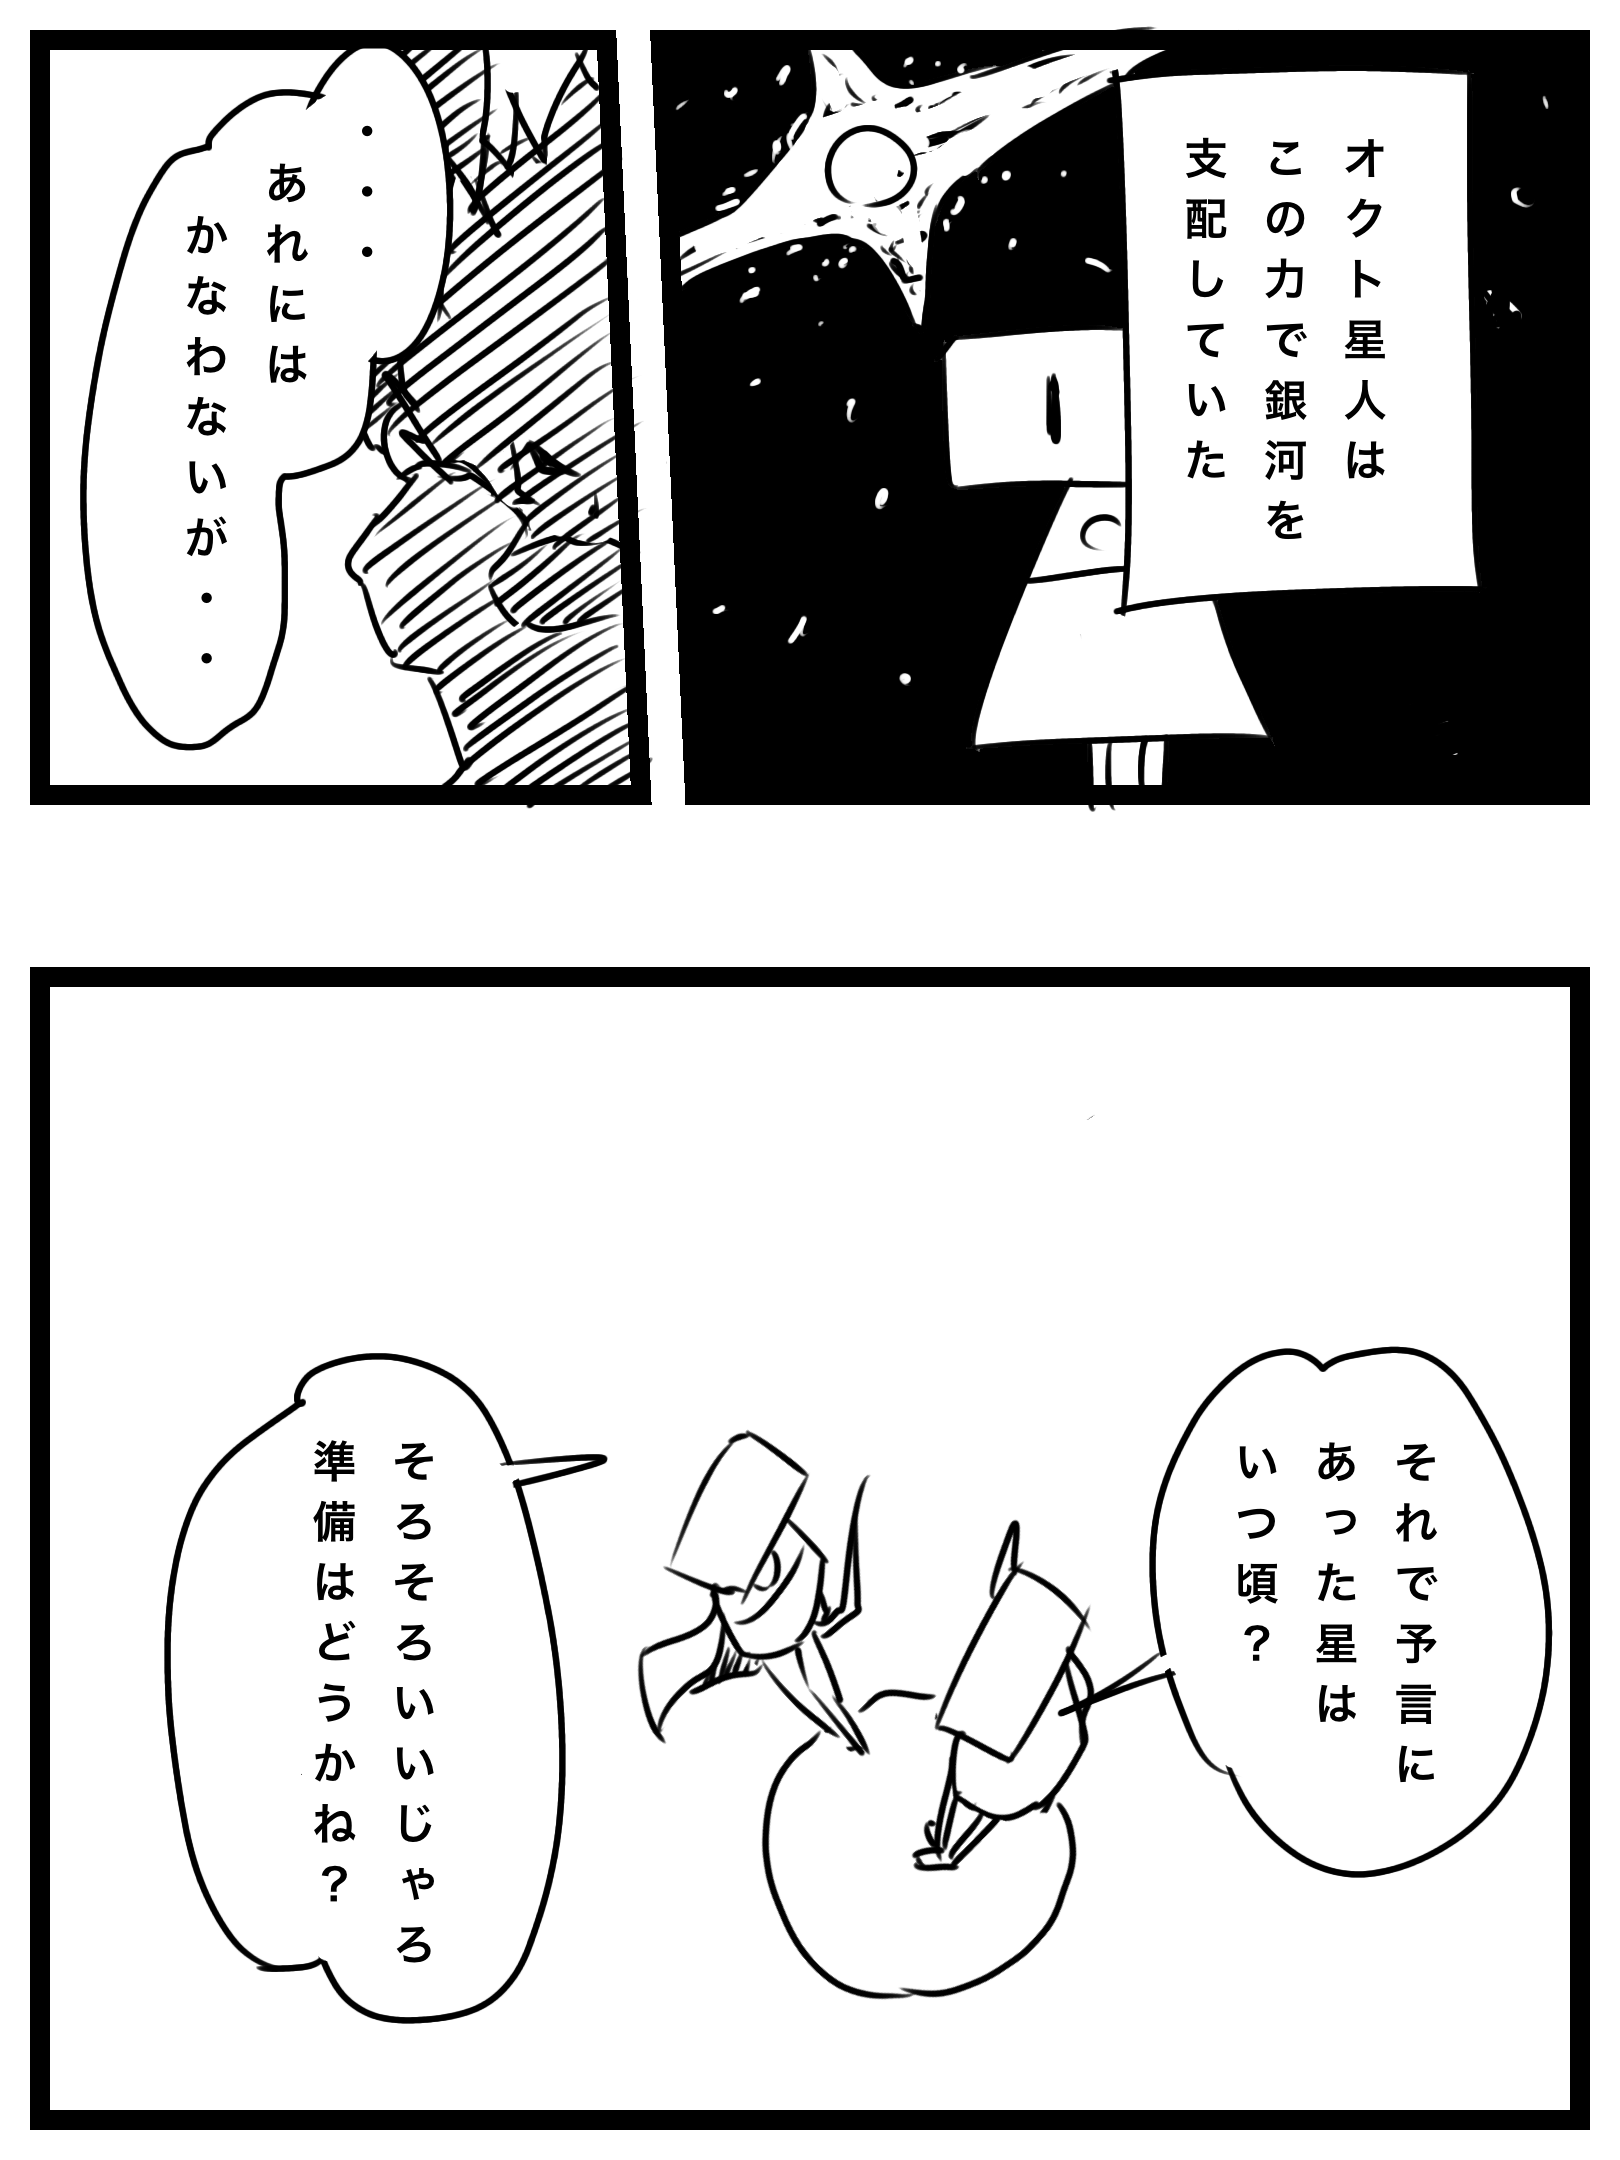 オクト星人は
この力で銀河を
支配していた
・・・
あれには
かなわないが・・
それで予言に
あった星は
いつ頃？
そろそろいいじゃろ
準備はどうかね？